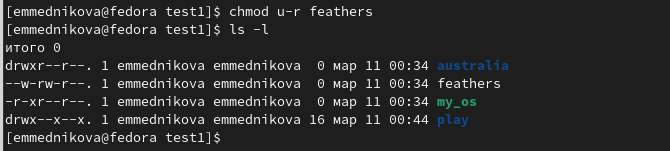 [emmednikova@fedora test1]$ chmod u-r feathers
[emmednikova@fedora test1]$ ls -l
итого 0
drwxr--r--. 1 emmednikova emmednikova  0 мар 11 00:34 australia
--w-rw-r--. 1 emmednikova emmednikova  0 мар 11 00:34 feathers
-r-xr--r--. 1 emmednikova emmednikova  0 мар 11 00:34 my_os
drwx--x--x. 1 emmednikova emmednikova 16 мар 11 00:44 play
[emmednikova@fedora test1]$